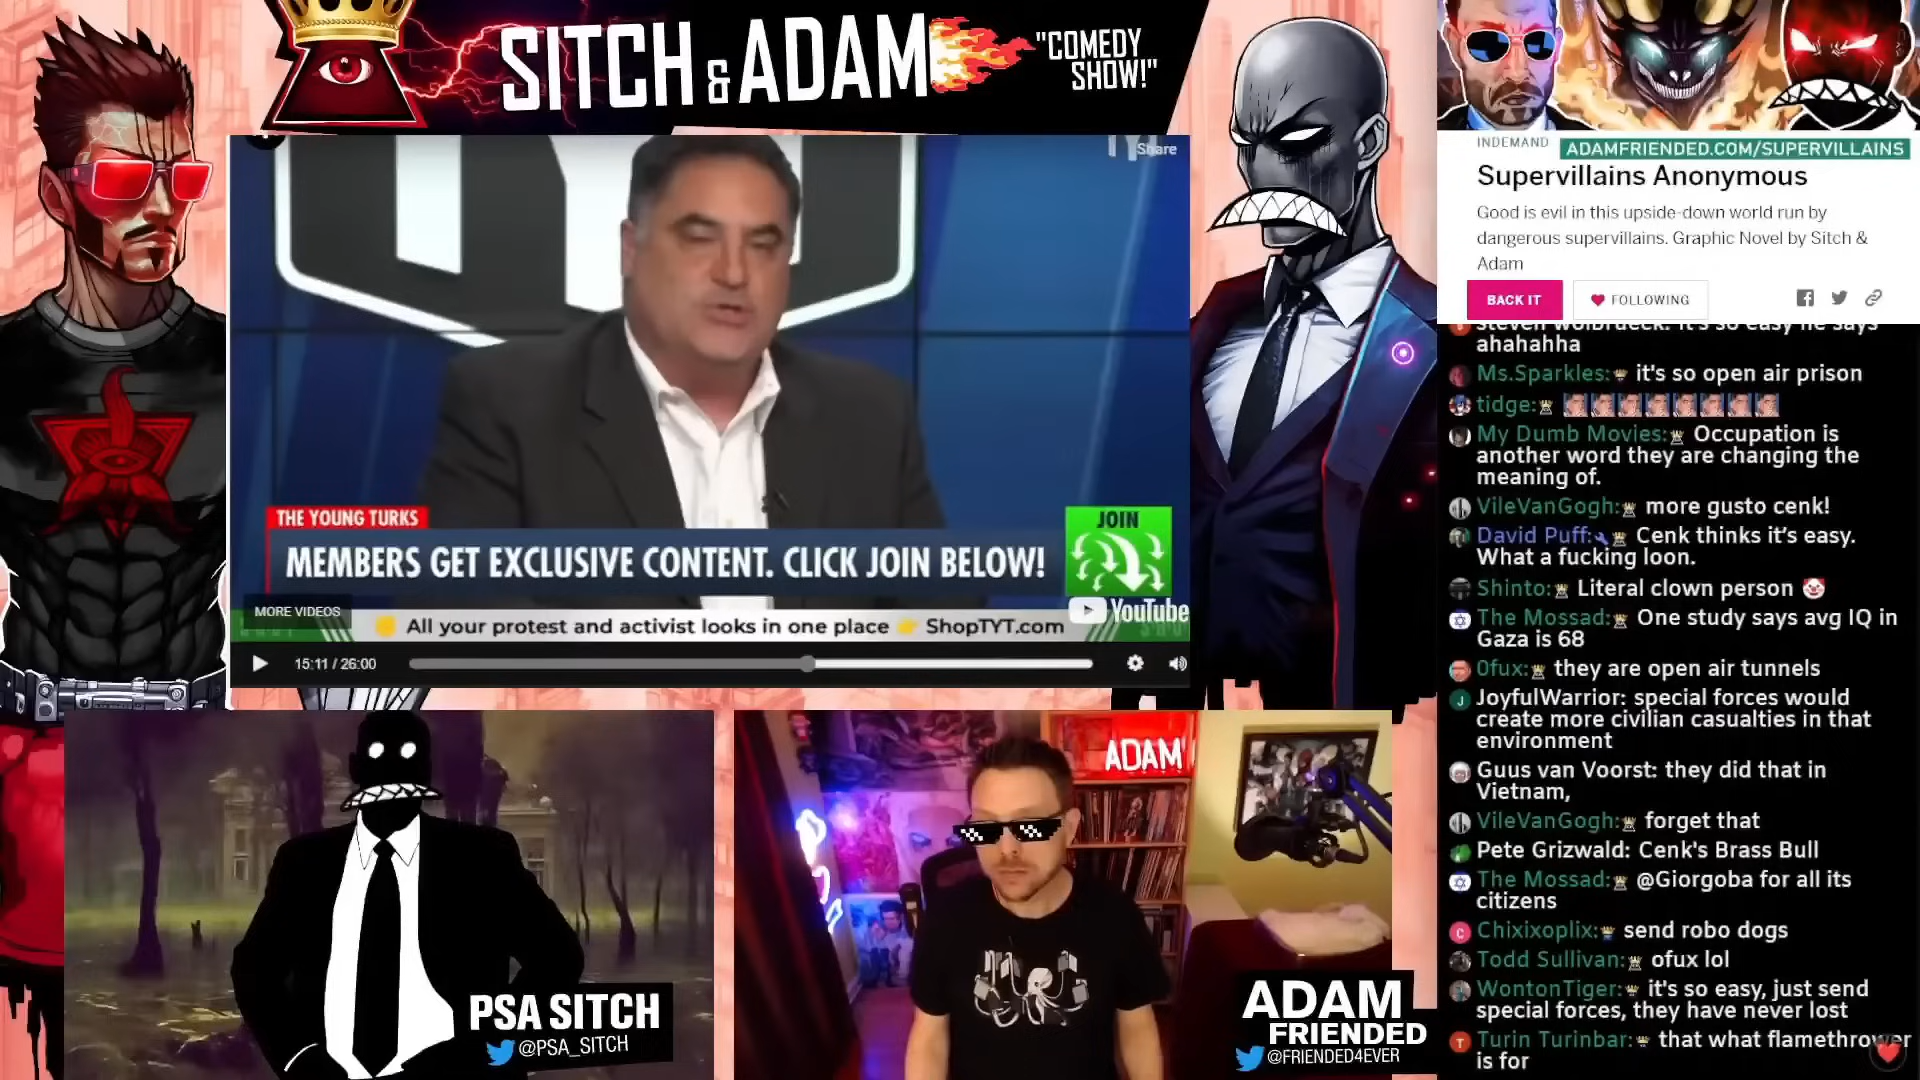 SITCH & ADAM
"COMEDY
SHOW!"
Share
THE YOUNG TURKS
MEMBERS GET EXCLUSIVE CONTENT. CLICK JOIN BELOW!
JOIN
MORE VIDEOS
YouTube
All your protest and activist looks in one place
ShopTYT.com
15:11 / 26:00
PSA SITCH
@PSA_SITCH
ADAM
ADAM
FRIENDED
@FRIENDED4EVER
INDEMAND
ADAMFRIENDED.COM/SUPERVILLAINS
Supervillains Anonymous
Good is evil in this upside-down world run by
dangerous supervillains. Graphic Novel by Sitch &
Adam
BACK IT
FOLLOWING
steven wolbrueck: it's so easy he says
ahahahha
Ms.Sparkles: it's so open air prison
tidge:
My Dumb Movies: Occupation is
another word they are changing the
meaning of.
VileVanGogh: more gusto cenk!
David Puff: Cenk thinks it's easy.
What a fucking loon.
Shinto: Literal clown person 🤡
The Mossad: One study says avg IQ in
Gaza is 68
0fux: they are open air tunnels
JoyfulWarrior: special forces would
create more civilian casualties in that
environment
Guus van Voorst: they did that in
Vietnam,
VileVanGogh: forget that
Pete Grizwald: Cenk's Brass Bull
The Mossad: @Giorgoba for all its
citizens
Chixixoplix: send robo dogs
Todd Sullivan: ofux lol
WontonTiger: it's so easy, just send
special forces, they have never lost
Turin Turinbar: that what flamethrower
is for